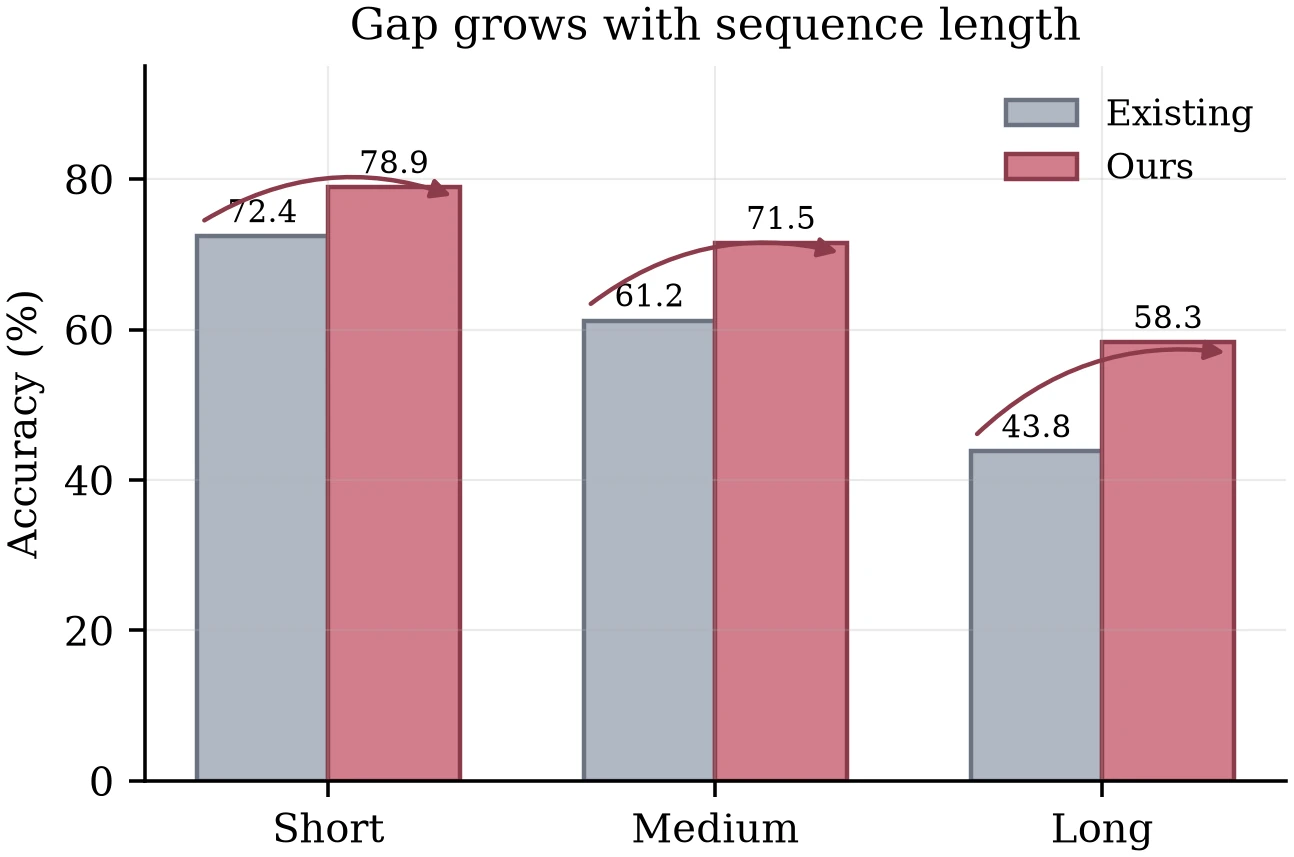 Gap grows with sequence length
Existing
Ours
Accuracy (%)
80
60
40
20
0
72.4
78.9
61.2
71.5
43.8
58.3
Short
Medium
Long